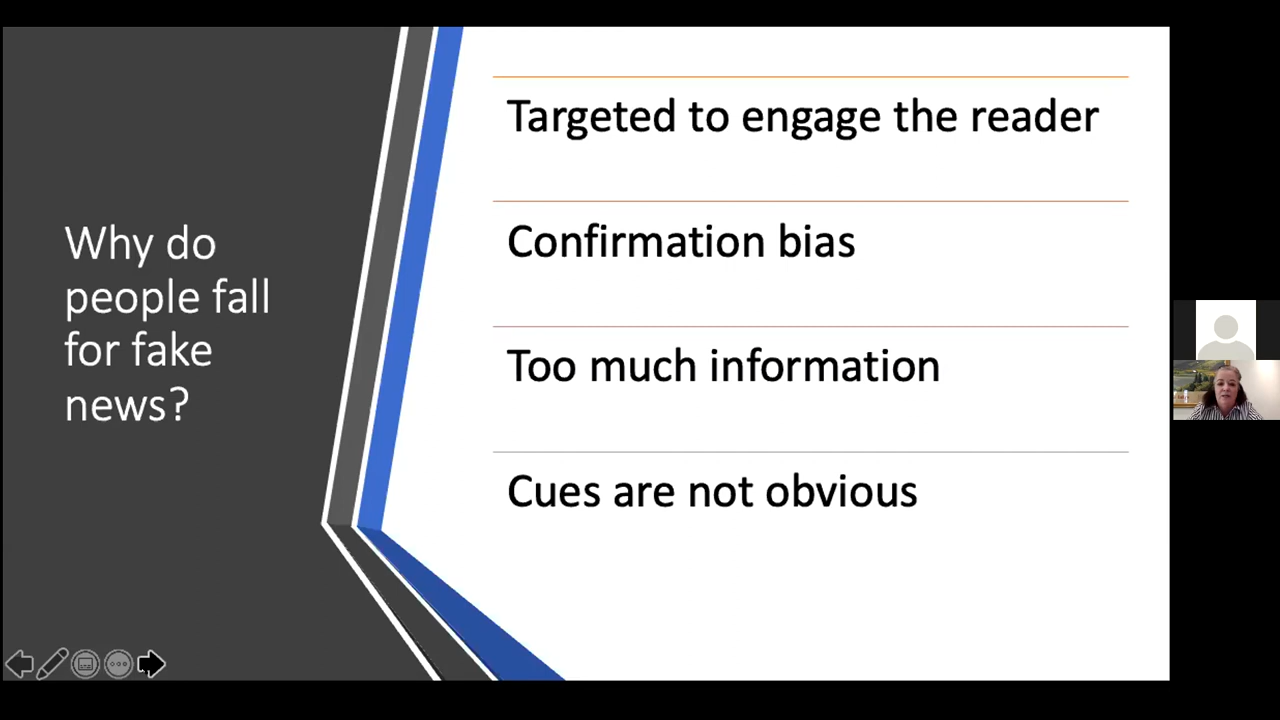 Why do
people fall
for fake
news?
Targeted to engage the reader
Confirmation bias
Too much information
Cues are not obvious